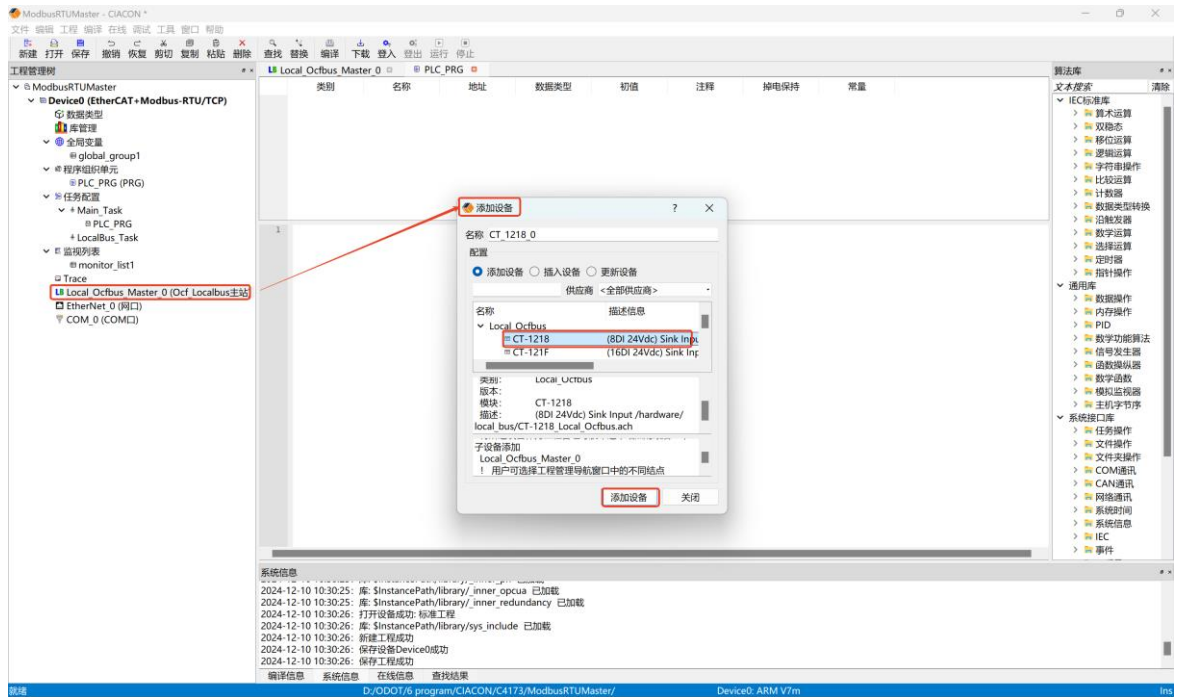 ModbusRTUMaster - CIACON *
文件 编辑 工程 编译 在线 调试 工具 窗口 帮助
新建 打开 保存 撤销 恢复 剪切 复制 粘贴 删除 查找 替换 编译 下载 登入 登出 运行 停止
工程管理树
ModbusRTUMaster
Device0 (EtherCAT+Modbus-RTU/TCP)
数据类型
库管理
全局变量
global_group1
程序组织单元
PLC_PRG (PRG)
任务配置
Main_Task
PLC_PRG
LocalBus_Task
监视列表
monitor_list1
Trace
LB Local_Ocfbus_Master_0 (Ocf_Localbus主站)
EtherNet_0 (网口)
COM_0 (COM口)
LB Local_Ocfbus_Master_0 PLC_PRG
类别 名称 地址 数据类型 初值 注释 掉电保持 常量
1
添加设备 ? ×
名称 CT_1218_0
配置
添加设备 插入设备 更新设备
供应商 <全部供应商>
名称 描述信息
Local_Ocfbus
CT-1218 (8DI 24Vdc) Sink Inpu
CT-121F (16DI 24Vdc) Sink Inp
类别: Local_Ocfbus
版本:
模块: CT-1218
描述: (8DI 24Vdc) Sink Input /hardware/
local_bus/CT-1218_Local_Ocfbus.ach
子设备添加
Local_Ocfbus_Master_0
! 用户可选择工程管理导航窗口中的不同结点
添加设备 关闭
算法库
文本搜索 清除
IEC标准库
算术运算
双稳态
移位运算
逻辑运算
字符串操作
比较运算
计数器
数据类型转换
沿触发器
数学运算
选择运算
定时器
指针操作
通用库
数据操作
内存操作
PID
数学功能算法
信号发生器
函数操纵器
数学函数
模拟监视器
主机字节序
系统接口库
任务操作
文件操作
文件夹操作
COM通讯
CAN通讯
网络通讯
系统时间
系统信息
IEC
事件
系统信息
2024-12-10 10:30:25: 库: $InstancePath/library/_inner_opcua 已加载
2024-12-10 10:30:25: 库: $InstancePath/library/_inner_redundancy 已加载
2024-12-10 10:30:26: 打开设备成功: 标准工程
2024-12-10 10:30:26: 库: $InstancePath/library/sys_include 已加载
2024-12-10 10:30:26: 新建工程成功
2024-12-10 10:30:26: 保存设备Device0成功
2024-12-10 10:30:26: 保存工程成功
编译信息 系统信息 在线信息 查找结果
就绪 D:/ODOT/6 program/CIACON/C4173/ModbusRTUMaster/ Device0: ARM V7m Ins